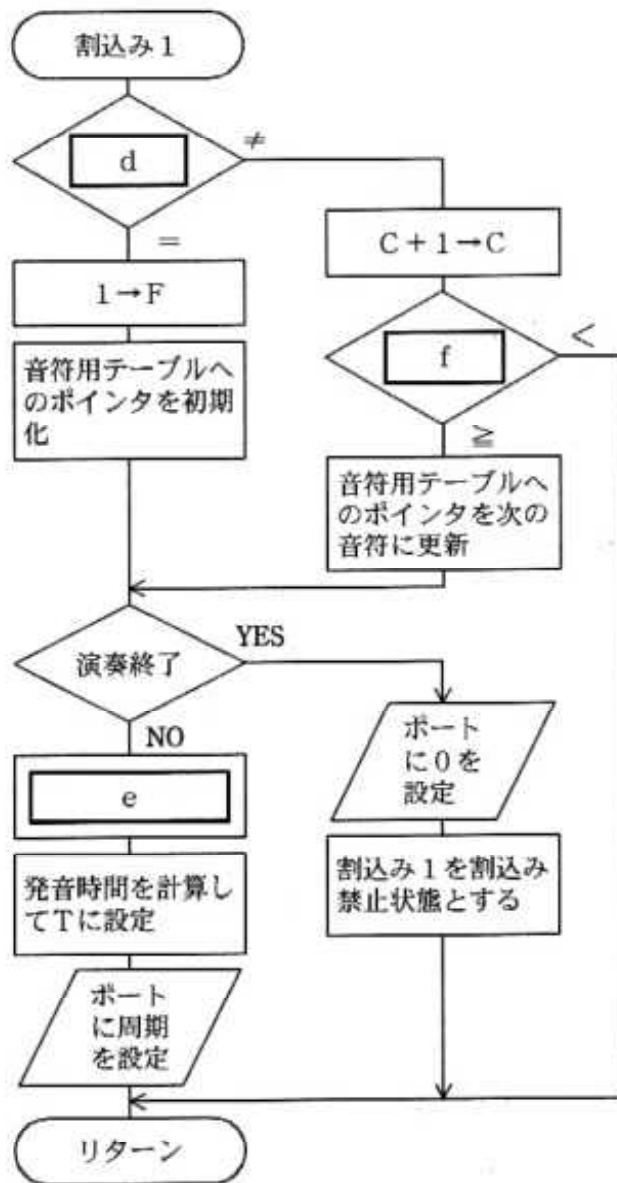 割込み1
d
≠
=
C+1→C
1→F
f
<
≧
音符用テーブルへ
のポインタを初期
化
音符用テーブルへ
のポインタを次の
音符に更新
演奏終了
YES
NO
ポート
に0を
設定
e
発音時間を計算し
てTに設定
割込み1を割込み
禁止状態とする
ポート
に周期
を設定
リターン